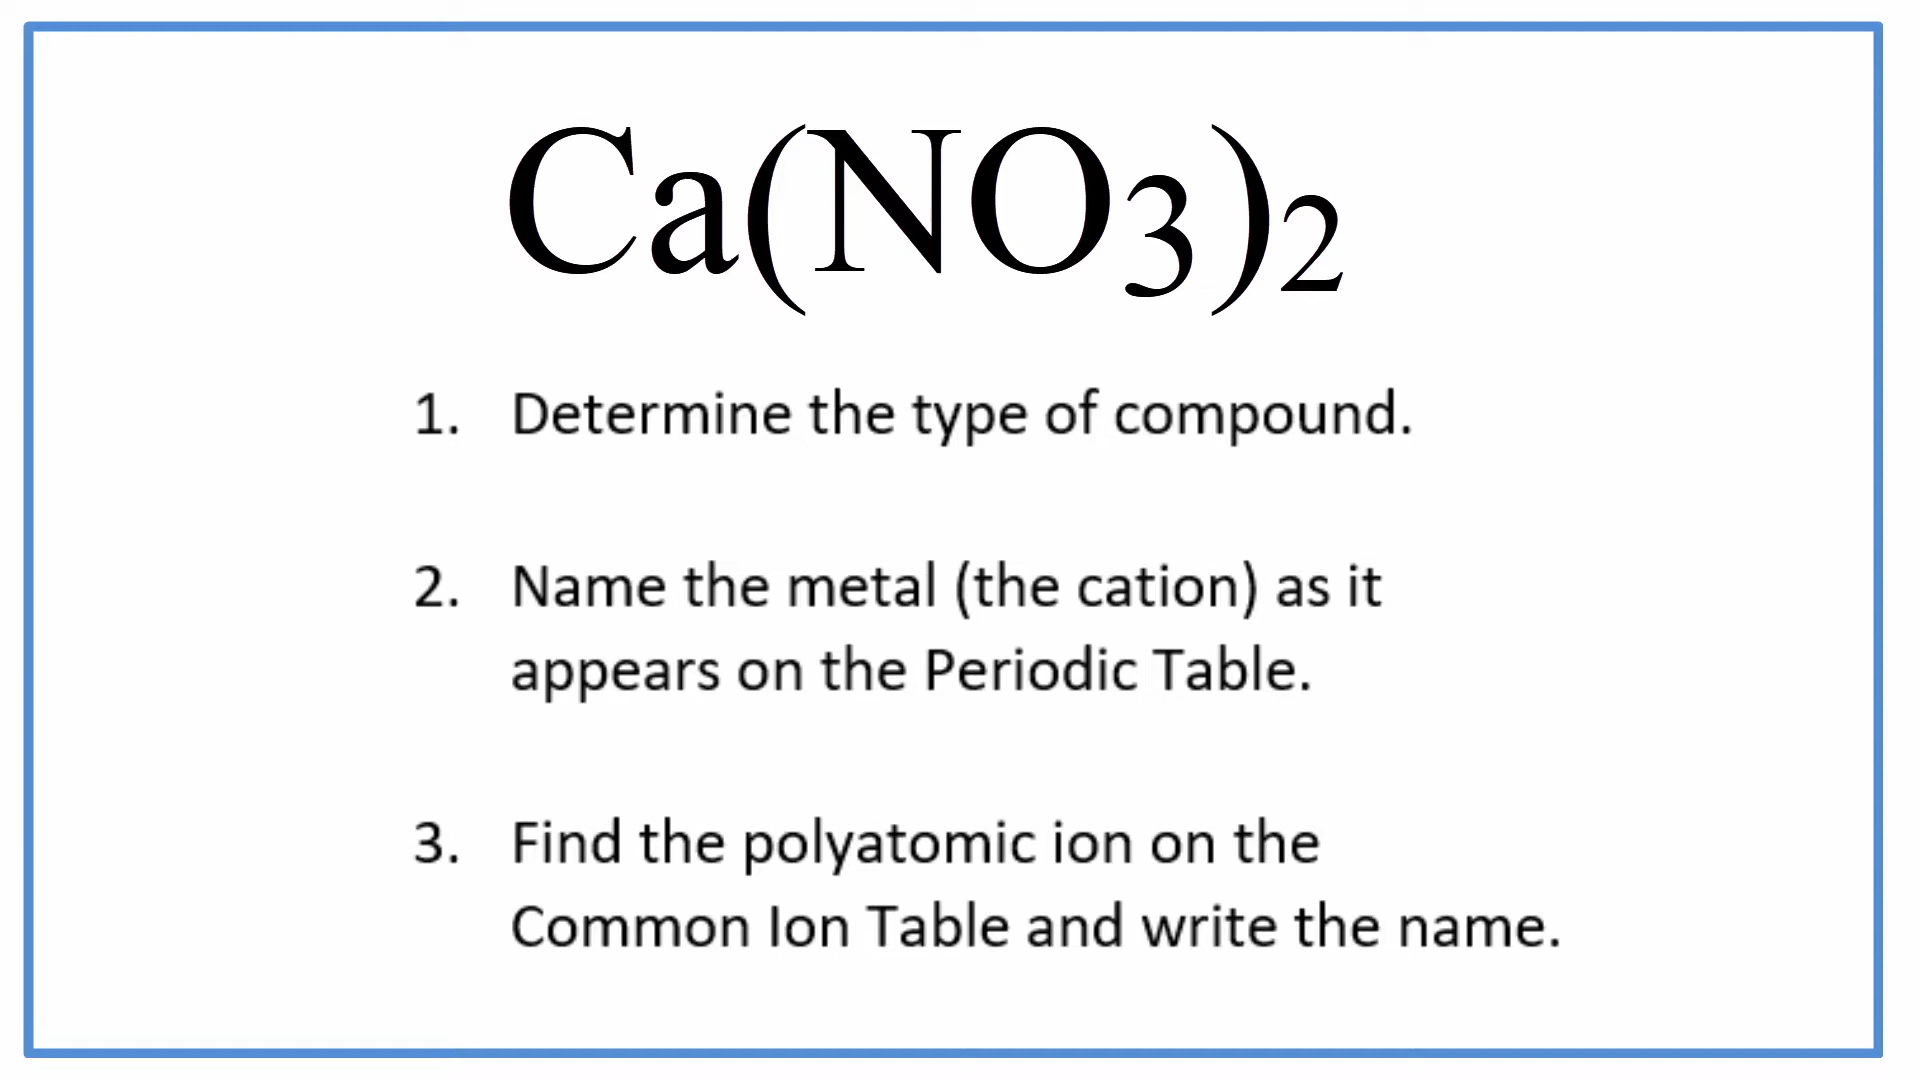 Ca(NO3)2
1. Determine the type of compound.
2. Name the metal (the cation) as it
appears on the Periodic Table.
3. Find the polyatomic ion on the
Common Ion Table and write the name.